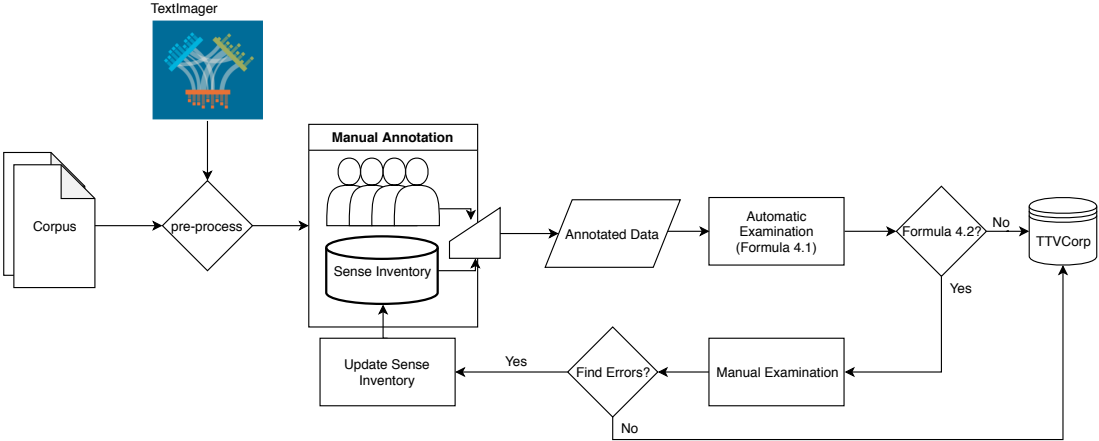 TextImager
Manual Annotation
Corpus
pre-process
Sense Inventory
Annotated Data
Automatic
Examination
(Formula 4.1)
Formula 4.2?
No
TTVCorp
Yes
Update Sense
Inventory
Yes
Find Errors?
Manual Examination
No